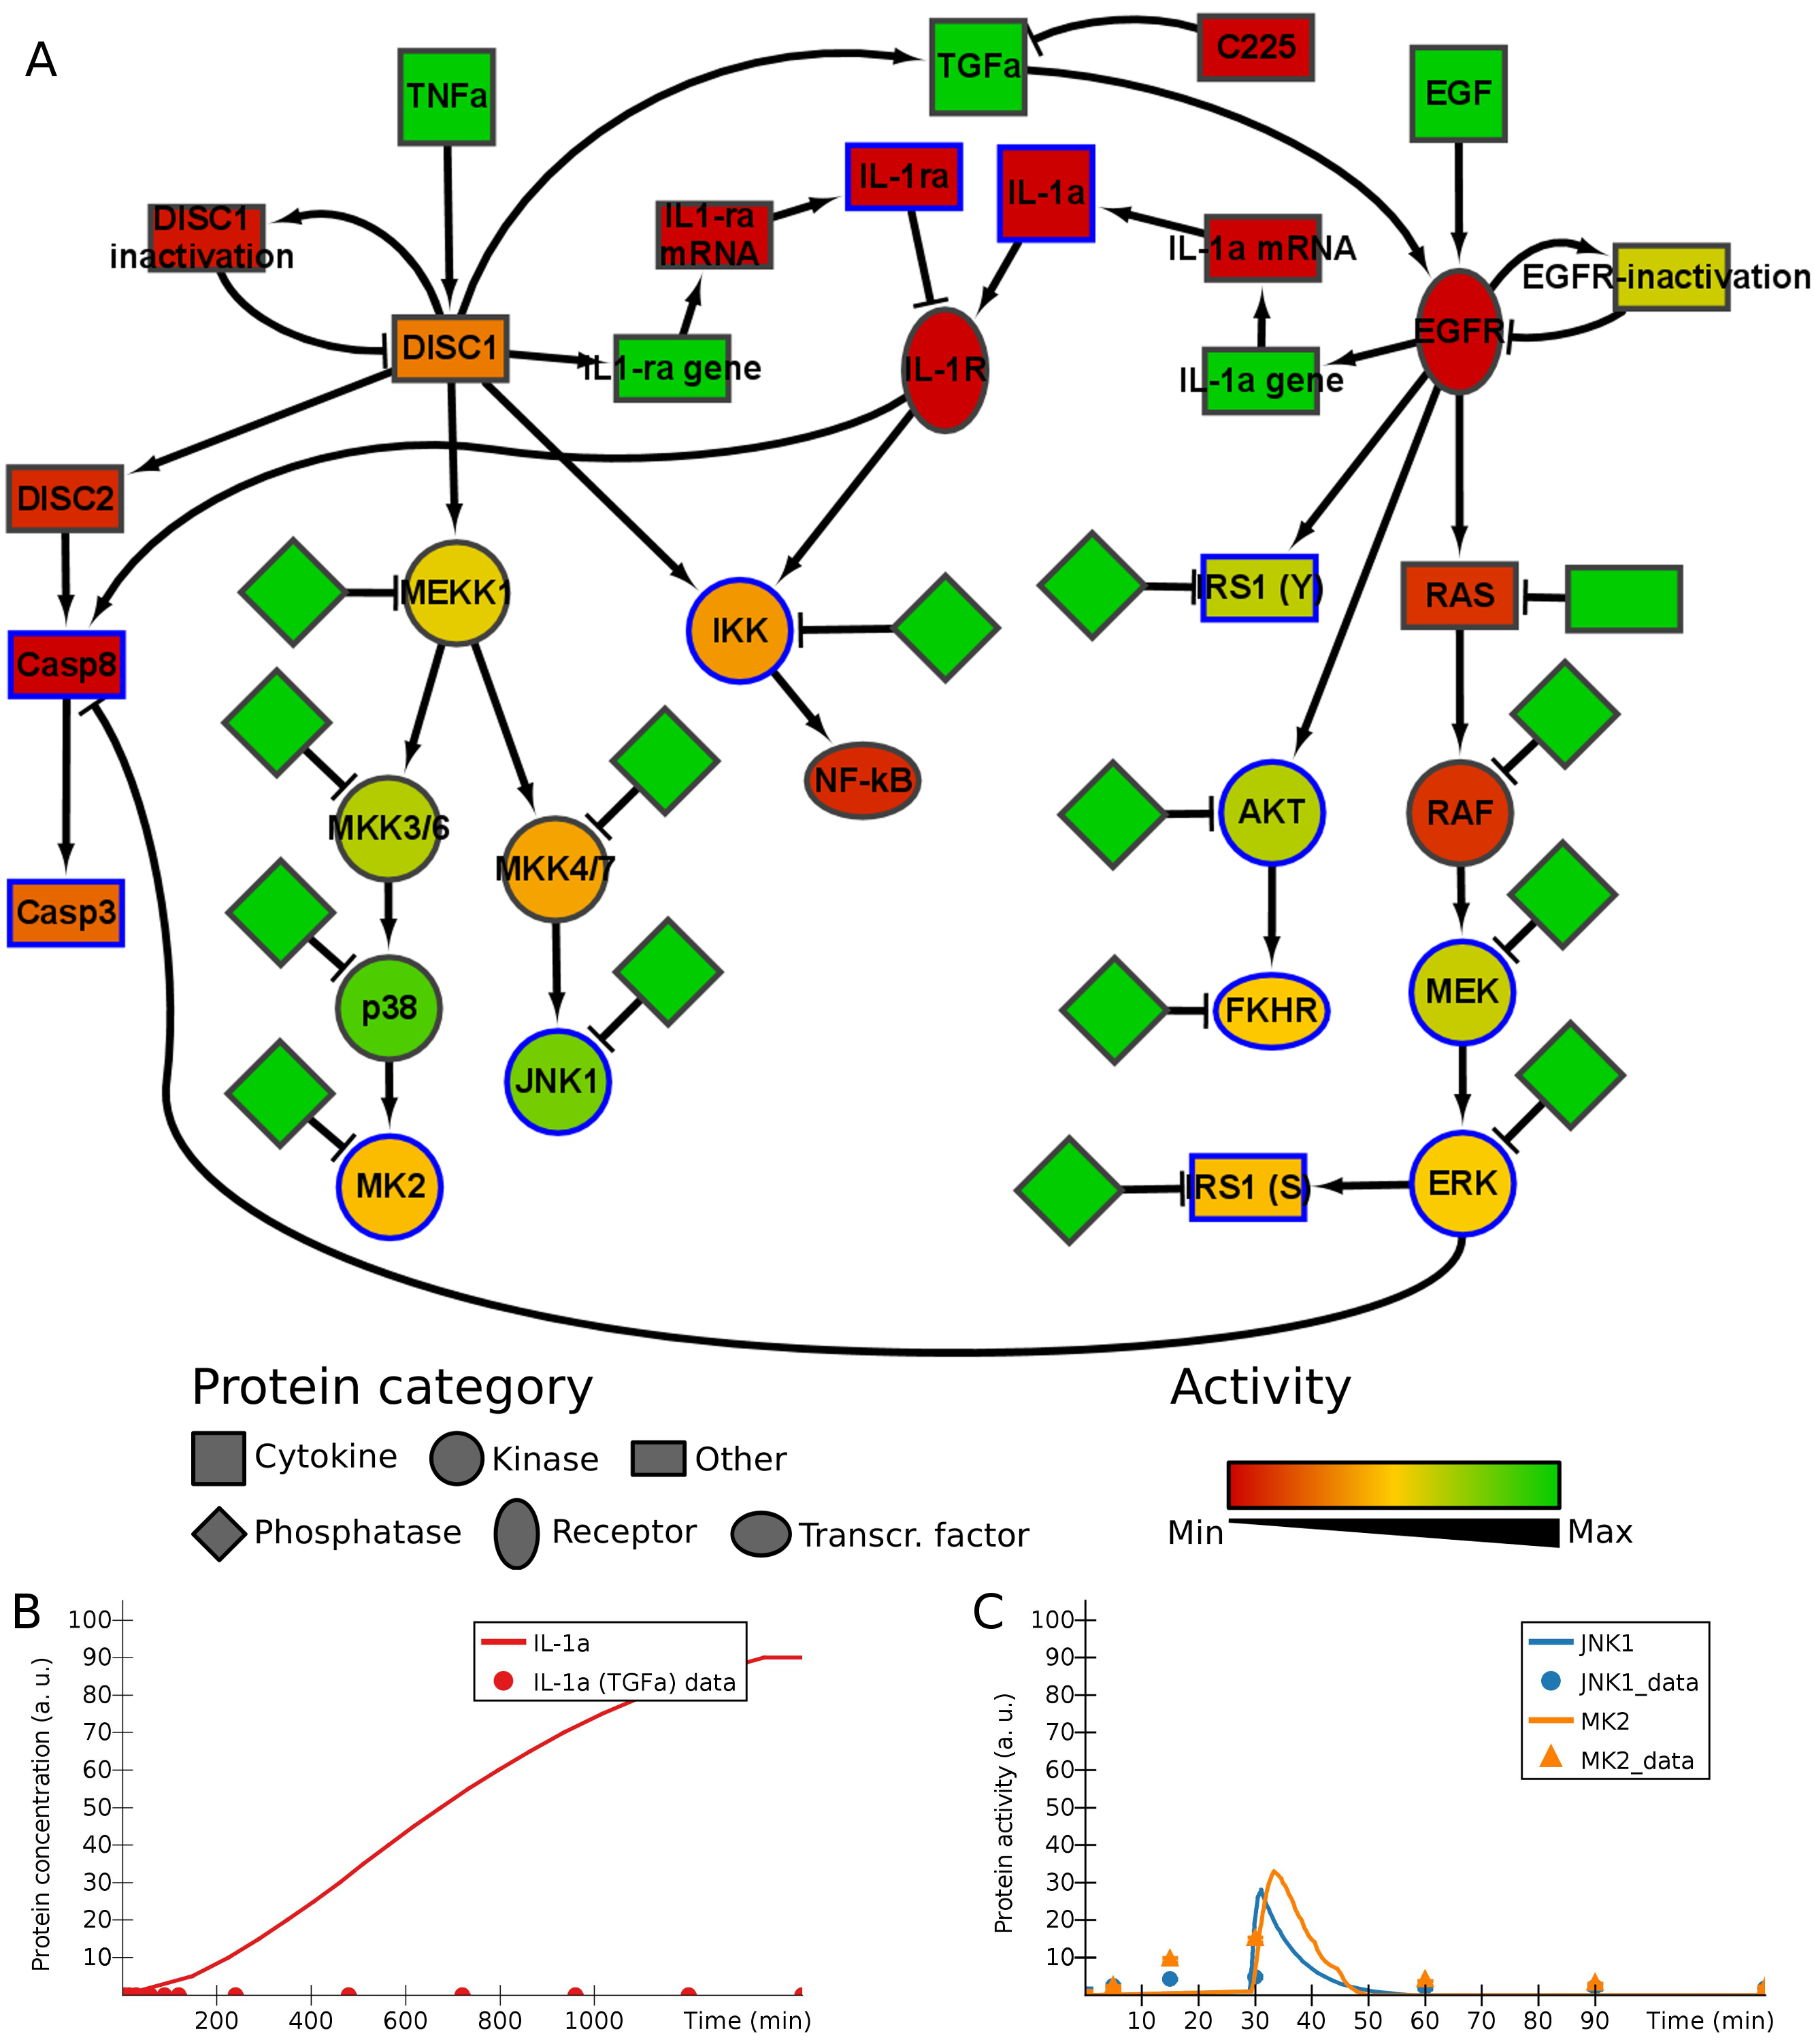 A
TNFa
TGFa
C225
EGF
IL-1ra
IL-1a
DISC1
inactivation
IL1-ra
mRNA
IL-1a mRNA
EGFR-inactivation
DISC1
IL1-ra gene
IL-1R
IL-1a gene
EGFR
DISC2
MEKK1
IKK
IRS1 (Y)
RAS
Casp8
NF-kB
MKK3/6
MKK4/7
AKT
RAF
Casp3
p38
JNK1
FKHR
MEK
MK2
IRS1 (S)
ERK
Protein category
Activity
Cytokine
Kinase
Other
Phosphatase
Receptor
Transcr. factor
Min
Max
B
Protein concentration (a. u.)
100
90
80
70
60
50
40
30
20
10
IL-1a
IL-1a (TGFa) data
200 400 600 800 1000 Time (min)
C
Protein activity (a. u.)
100
90
80
70
60
50
40
30
20
10
JNK1
JNK1_data
MK2
MK2_data
10 20 30 40 50 60 70 80 90 Time (min)